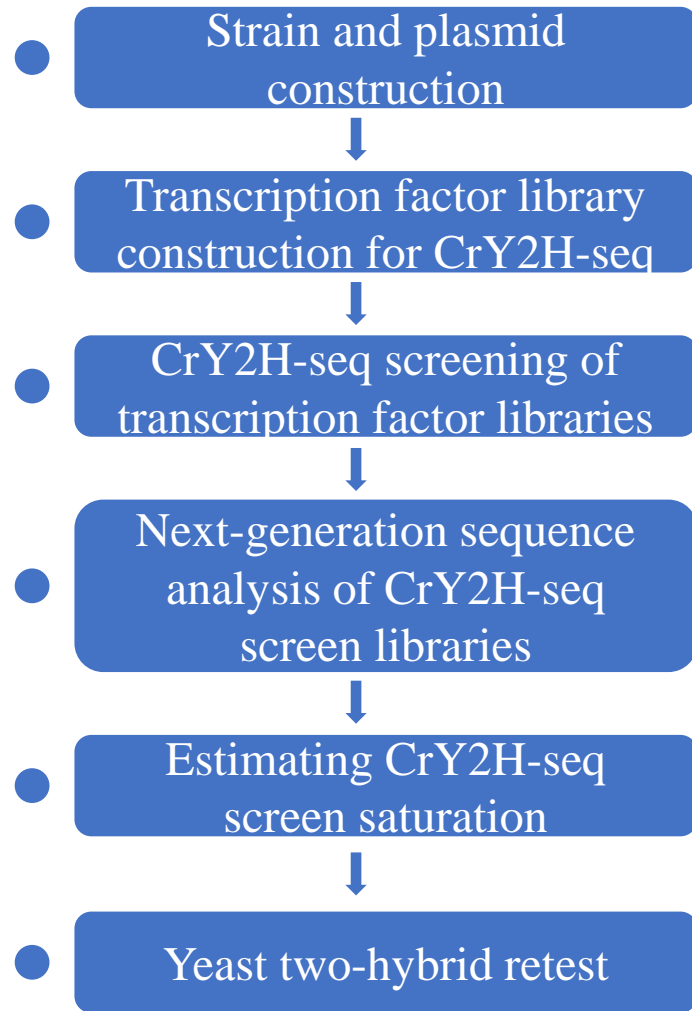 Strain and plasmid
construction
Transcription factor library
construction for CrY2H-seq
CrY2H-seq screening of
transcription factor libraries
Next-generation sequence
analysis of CrY2H-seq
screen libraries
Estimating CrY2H-seq
screen saturation
Yeast two-hybrid retest